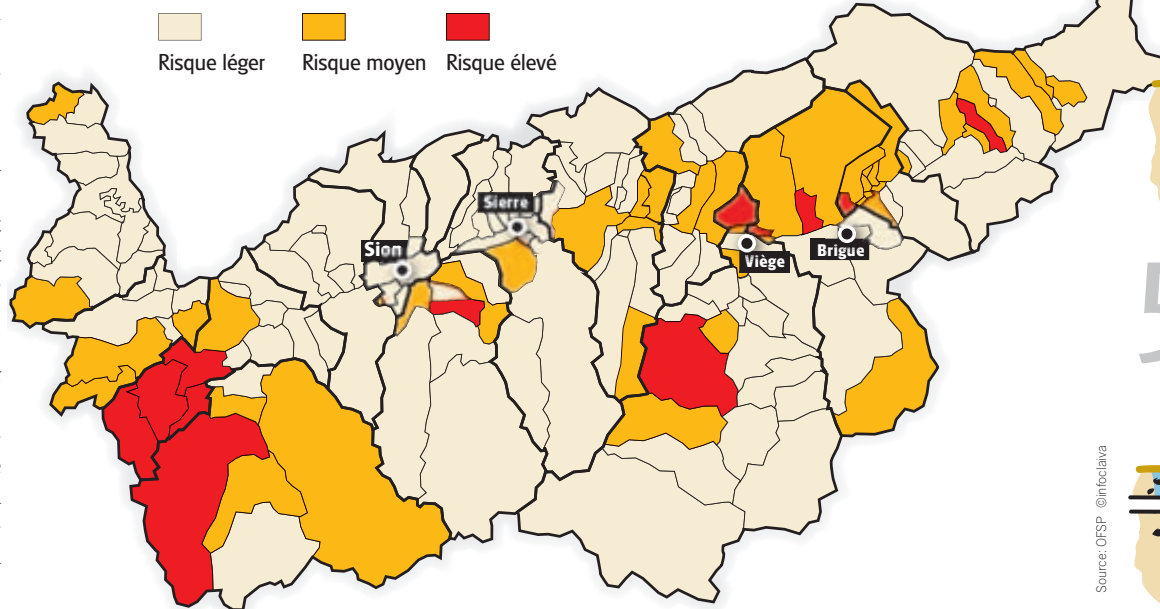 Risque léger
Risque moyen
Risque élevé
Sierre
Sion
Viège
Brigue
Source: OFSP ©infoclaiva